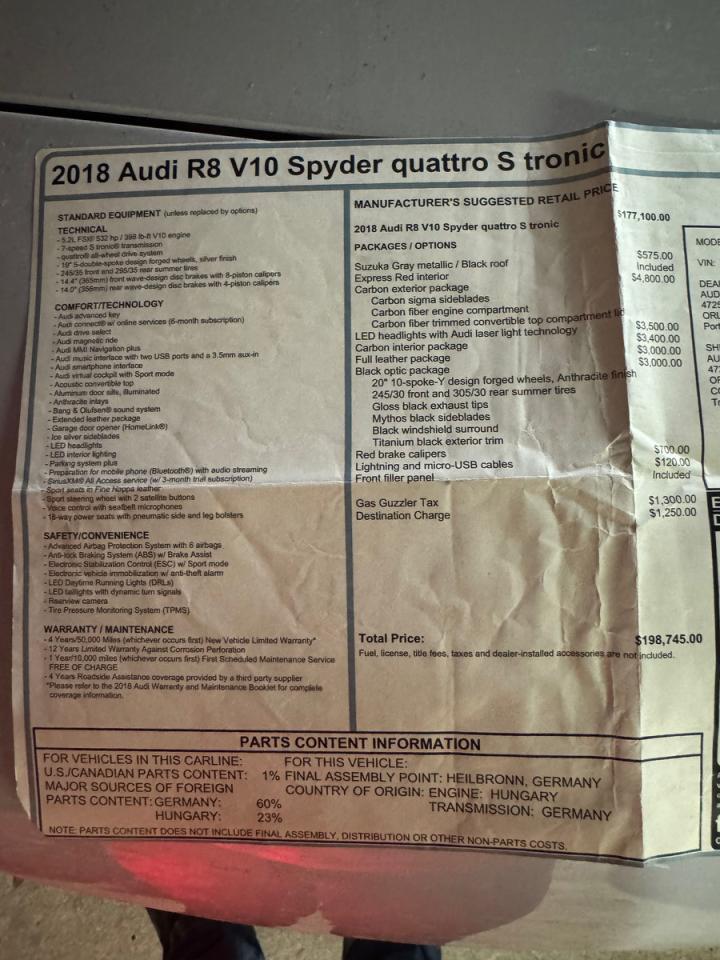 2018 Audi R8 V10 Spyder quattro S tronic
STANDARD EQUIPMENT (unless replaced by options)
TECHNICAL
- 5.2L FSI® 532 hp / 398 lb-ft V10 engine
- 7-speed S tronic® transmission
- quattro® all-wheel drive system
- 19" 5-double-spoke design forged wheels, silver finish
- 245/35 front and 295/35 rear summer tires
- 14.4" (365mm) front wave-design disc brakes with 8-piston calipers
- 14.0" (356mm) rear wave-design disc brakes with 4-piston calipers
COMFORT/TECHNOLOGY
- Audi advanced key
- Audi connect® w/ online services (6-month subscription)
- Audi drive select
- Audi magnetic ride
- Audi MMI Navigation plus
- Audi music interface with two USB ports and a 3.5mm aux-in
- Audi smartphone interface
- Audi virtual cockpit with Sport mode
- Acoustic convertible top
- Aluminum door sills, illuminated
- Anthracite inlays
- Bang & Olufsen® sound system
- Extended leather package
- Garage door opener (HomeLink®)
- Ice silver sideblades
- LED headlights
- LED interior lighting
- Parking system plus
- Preparation for mobile phone (Bluetooth®) with audio streaming
- SiriusXM® All Access service (w/ 3-month trial subscription)
- Sport seats in Fine Nappa leather
- Sport steering wheel with 2 satellite buttons
- Voice control with seatbelt microphones
- 18-way power seats with pneumatic side and leg bolsters
SAFETY/CONVENIENCE
- Advanced Airbag Protection System with 6 airbags
- Anti-lock Braking System (ABS) w/ Brake Assist
- Electronic Stabilization Control (ESC) w/ Sport mode
- Electronic vehicle immobilization w/ anti-theft alarm
- LED Daytime Running Lights (DRLs)
- LED taillights with dynamic turn signals
- Rearview camera
- Tire Pressure Monitoring System (TPMS)
WARRANTY / MAINTENANCE
- 4 Years/50,000 Miles (whichever occurs first) New Vehicle Limited Warranty*
- 12 Years Limited Warranty Against Corrosion Perforation
- 1 Year/10,000 miles (whichever occurs first) First Scheduled Maintenance Service
FREE OF CHARGE
- 4 Years Roadside Assistance coverage provided by a third party supplier
*Please refer to the 2018 Audi Warranty and Maintenance Booklet for complete
coverage information.
MANUFACTURER'S SUGGESTED RETAIL PRICE
2018 Audi R8 V10 Spyder quattro S tronic $177,100.00
PACKAGES / OPTIONS
Suzuka Gray metallic / Black roof $575.00
Express Red interior Included
Carbon exterior package $4,800.00
Carbon sigma sideblades
Carbon fiber engine compartment
Carbon fiber trimmed convertible top compartment lid
LED headlights with Audi laser light technology $3,500.00
Carbon interior package $3,400.00
Full leather package $3,000.00
Black optic package $3,000.00
20" 10-spoke-Y design forged wheels, Anthracite finish
245/30 front and 305/30 rear summer tires
Gloss black exhaust tips
Mythos black sideblades
Black windshield surround
Titanium black exterior trim
Red brake calipers $700.00
Lightning and micro-USB cables $120.00
Front filler panel Included
Gas Guzzler Tax $1,300.00
Destination Charge $1,250.00
Total Price: $198,745.00
Fuel, license, title fees, taxes and dealer-installed accessories are not included.
MODE
VIN:
DEA
AUD
4725
ORL
Port
SH
AU
47
OF
CO
PARTS CONTENT INFORMATION
FOR VEHICLES IN THIS CARLINE:
U.S./CANADIAN PARTS CONTENT: 1%
MAJOR SOURCES OF FOREIGN
PARTS CONTENT: GERMANY: 60%
HUNGARY: 23%
FOR THIS VEHICLE:
FINAL ASSEMBLY POINT: HEILBRONN, GERMANY
COUNTRY OF ORIGIN: ENGINE: HUNGARY
TRANSMISSION: GERMANY
NOTE: PARTS CONTENT DOES NOT INCLUDE FINAL ASSEMBLY, DISTRIBUTION OR OTHER NON-PARTS COSTS.